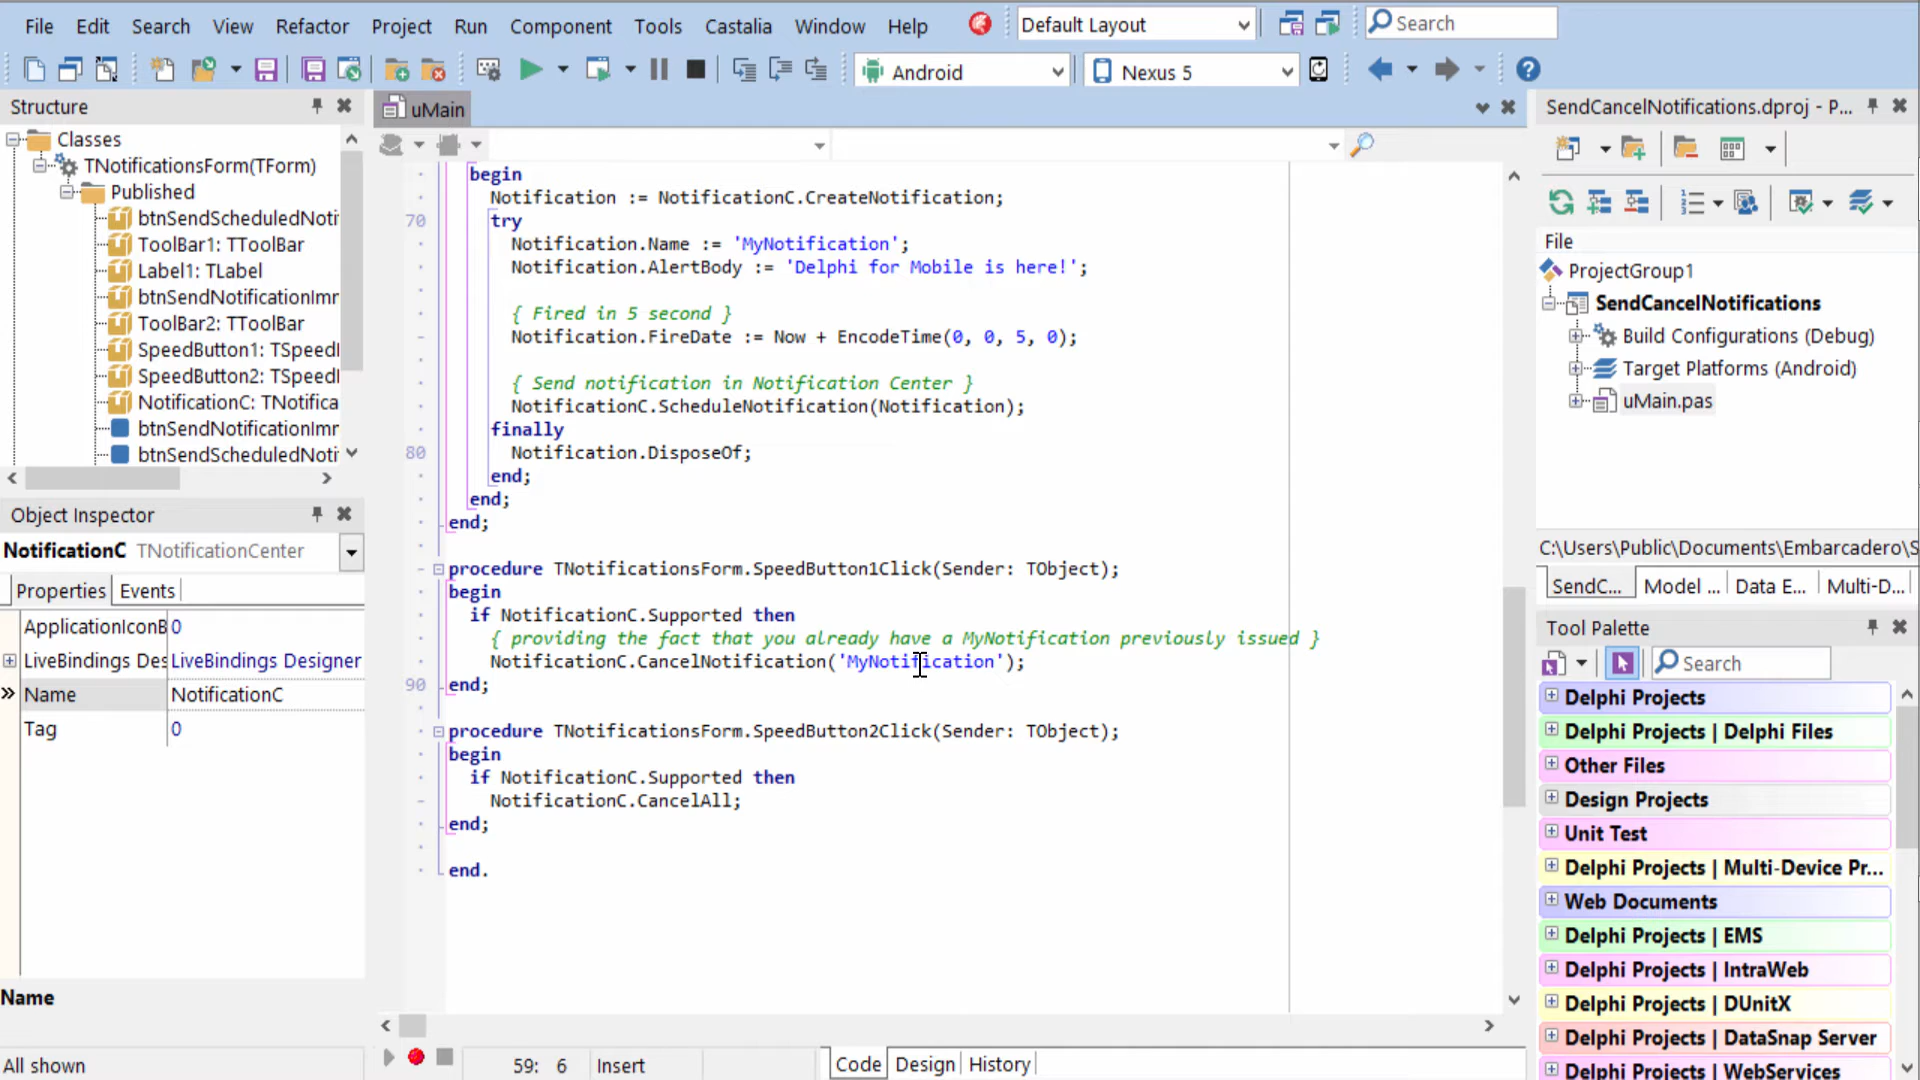 File Edit Search View Refactor Project Run Component Tools Castalia Window Help Default Layout Search
Android Nexus 5 ?
Structure
Classes
TNotificationsForm(TForm)
Published
btnSendScheduledNoti
ToolBar1: TToolBar
Label1: TLabel
btnSendNotificationImr
ToolBar2: TToolBar
SpeedButton1: TSpeedI
SpeedButton2: TSpeedI
NotificationC: TNotifica
btnSendNotificationImr
btnSendScheduledNoti
Object Inspector
NotificationC TNotificationCenter
Properties Events
ApplicationIconB 0
LiveBindings Des LiveBindings Designer
Name NotificationC
Tag 0
Name
All shown
uMain
begin
Notification := NotificationC.CreateNotification;
70 try
Notification.Name := 'MyNotification';
Notification.AlertBody := 'Delphi for Mobile is here!';
{ Fired in 5 second }
Notification.FireDate := Now + EncodeTime(0, 0, 5, 0);
{ Send notification in Notification Center }
NotificationC.ScheduleNotification(Notification);
finally
80 Notification.DisposeOf;
end;
end;
end;
procedure TNotificationsForm.SpeedButton1Click(Sender: TObject);
begin
if NotificationC.Supported then
{ providing the fact that you already have a MyNotification previously issued }
NotificationC.CancelNotification('MyNotification');
90 end;
procedure TNotificationsForm.SpeedButton2Click(Sender: TObject);
begin
if NotificationC.Supported then
NotificationC.CancelAll;
end;
end.
59: 6 Insert Code Design History
SendCancelNotifications.dproj - P...
File
ProjectGroup1
SendCancelNotifications
Build Configurations (Debug)
Target Platforms (Android)
uMain.pas
C:\Users\Public\Documents\Embarcadero\S
SendC... Model ... Data E... Multi-D...
Tool Palette
Search
Delphi Projects
Delphi Projects | Delphi Files
Other Files
Design Projects
Unit Test
Delphi Projects | Multi-Device Pr...
Web Documents
Delphi Projects | EMS
Delphi Projects | IntraWeb
Delphi Projects | DUnitX
Delphi Projects | DataSnap Server
Delphi Projects | WebServices